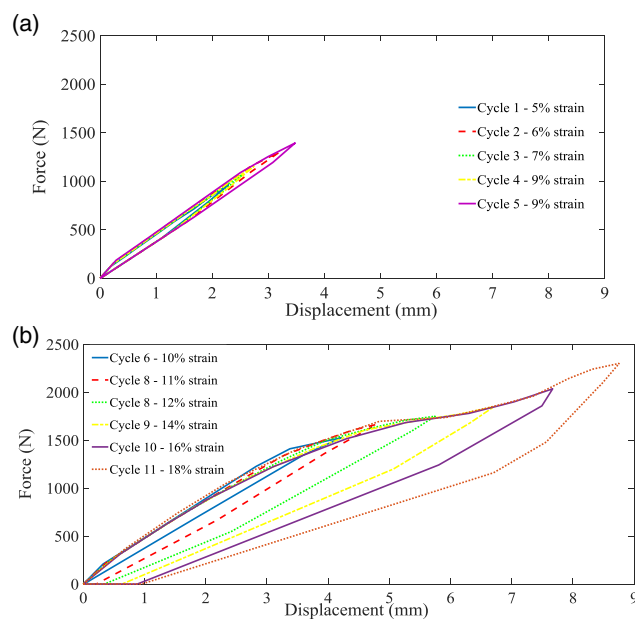 (a)
2500
2000
1500
1000
500
0
Force (N)
Cycle 1 - 5% strain
Cycle 2 - 6% strain
Cycle 3 - 7% strain
Cycle 4 - 9% strain
Cycle 5 - 9% strain
0 1 2 3 4 5 6 7 8 9
Displacement (mm)
(b)
2500
2000
1500
1000
500
0
Force (N)
Cycle 6 - 10% strain
Cycle 8 - 11% strain
Cycle 8 - 12% strain
Cycle 9 - 14% strain
Cycle 10 - 16% strain
Cycle 11 - 18% strain
0 1 2 3 4 5 6 7 8 9
Displacement (mm)